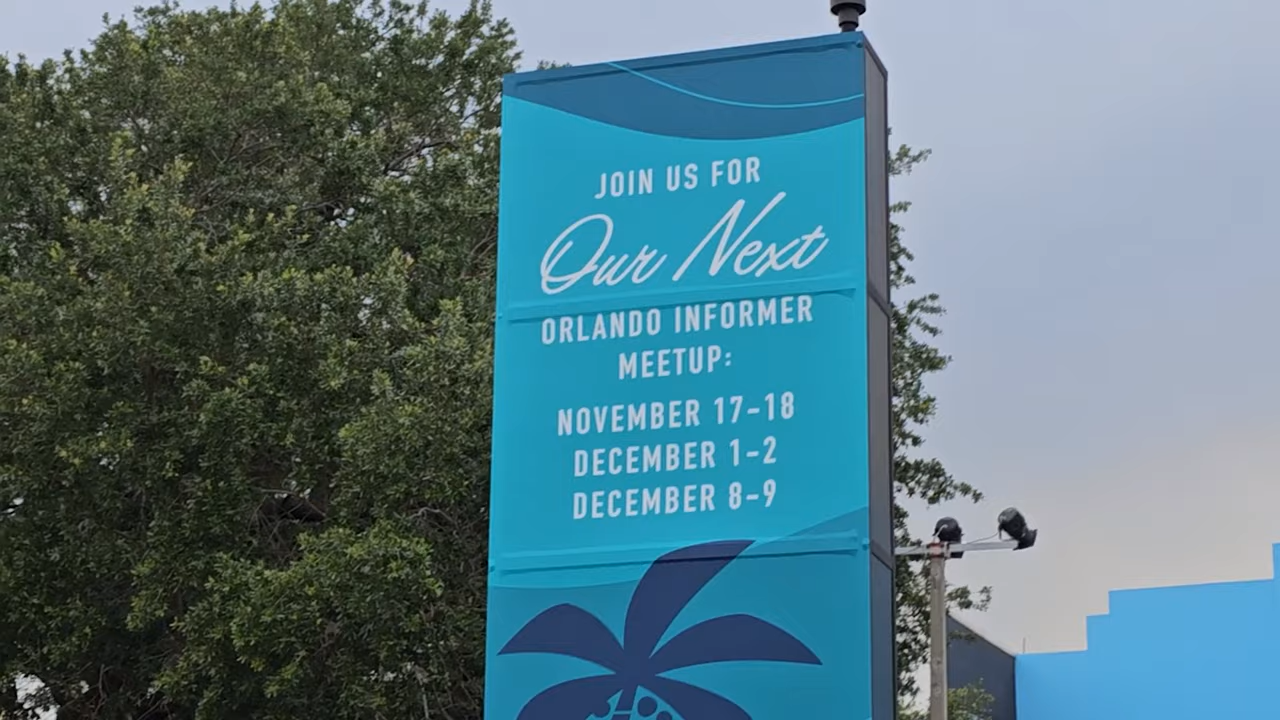 JOIN US FOR
Our Next
ORLANDO INFORMER
MEETUP:
NOVEMBER 17-18
DECEMBER 1-2
DECEMBER 8-9